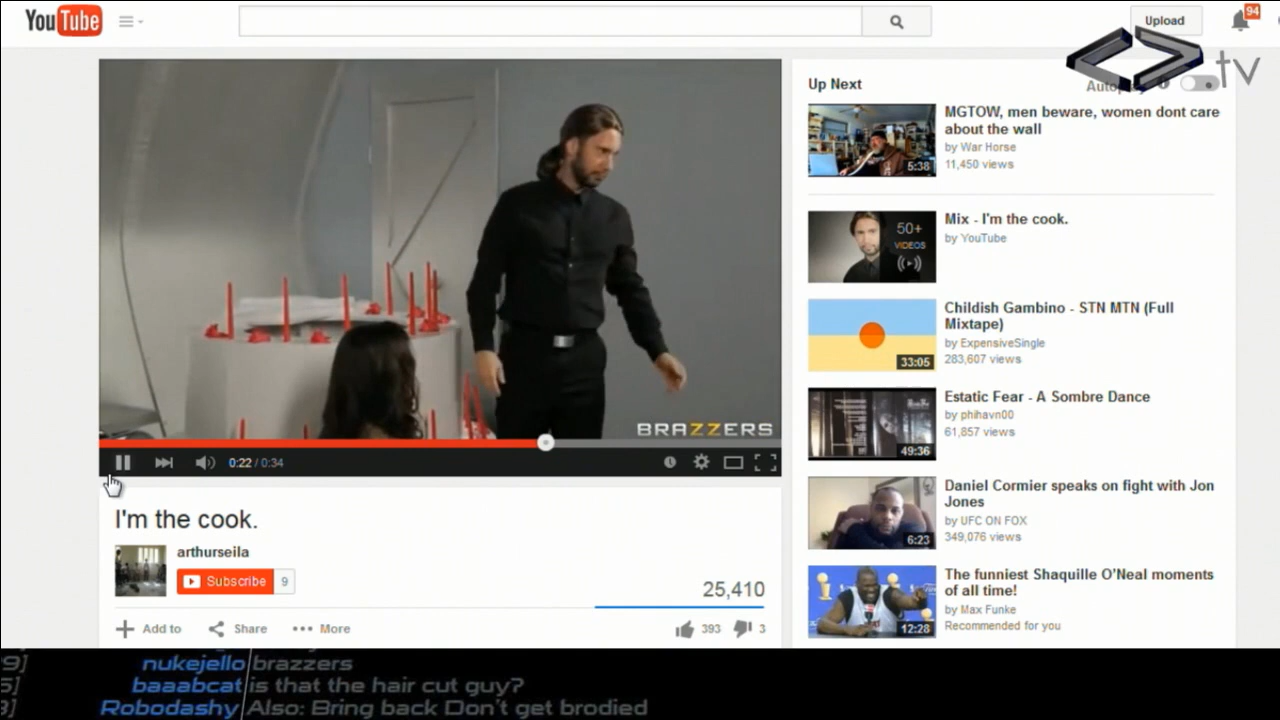 YouTube
Upload
94
tv
Up Next
MGTOW, men beware, women dont care
about the wall
by War Horse
11,450 views
5:38
Mix - I'm the cook.
by YouTube
50+
VIDEOS
Childish Gambino - STN MTN (Full
Mixtape)
by ExpensiveSingle
283,607 views
33:05
Estatic Fear - A Sombre Dance
by phihavn00
61,857 views
49:36
Daniel Cormier speaks on fight with Jon
Jones
by UFC ON FOX
349,076 views
6:23
The funniest Shaquille O'Neal moments
of all time!
by Max Funke
Recommended for you
12:28
BRAZZERS
0:22 / 0:34
I'm the cook.
arthurseila
Subscribe 9
25,410
Add to Share More 393 3
9] nukejello brazzers
5] baaabcat is that the hair cut guy?
3] Robodashy Also: Bring back Don't get brodied